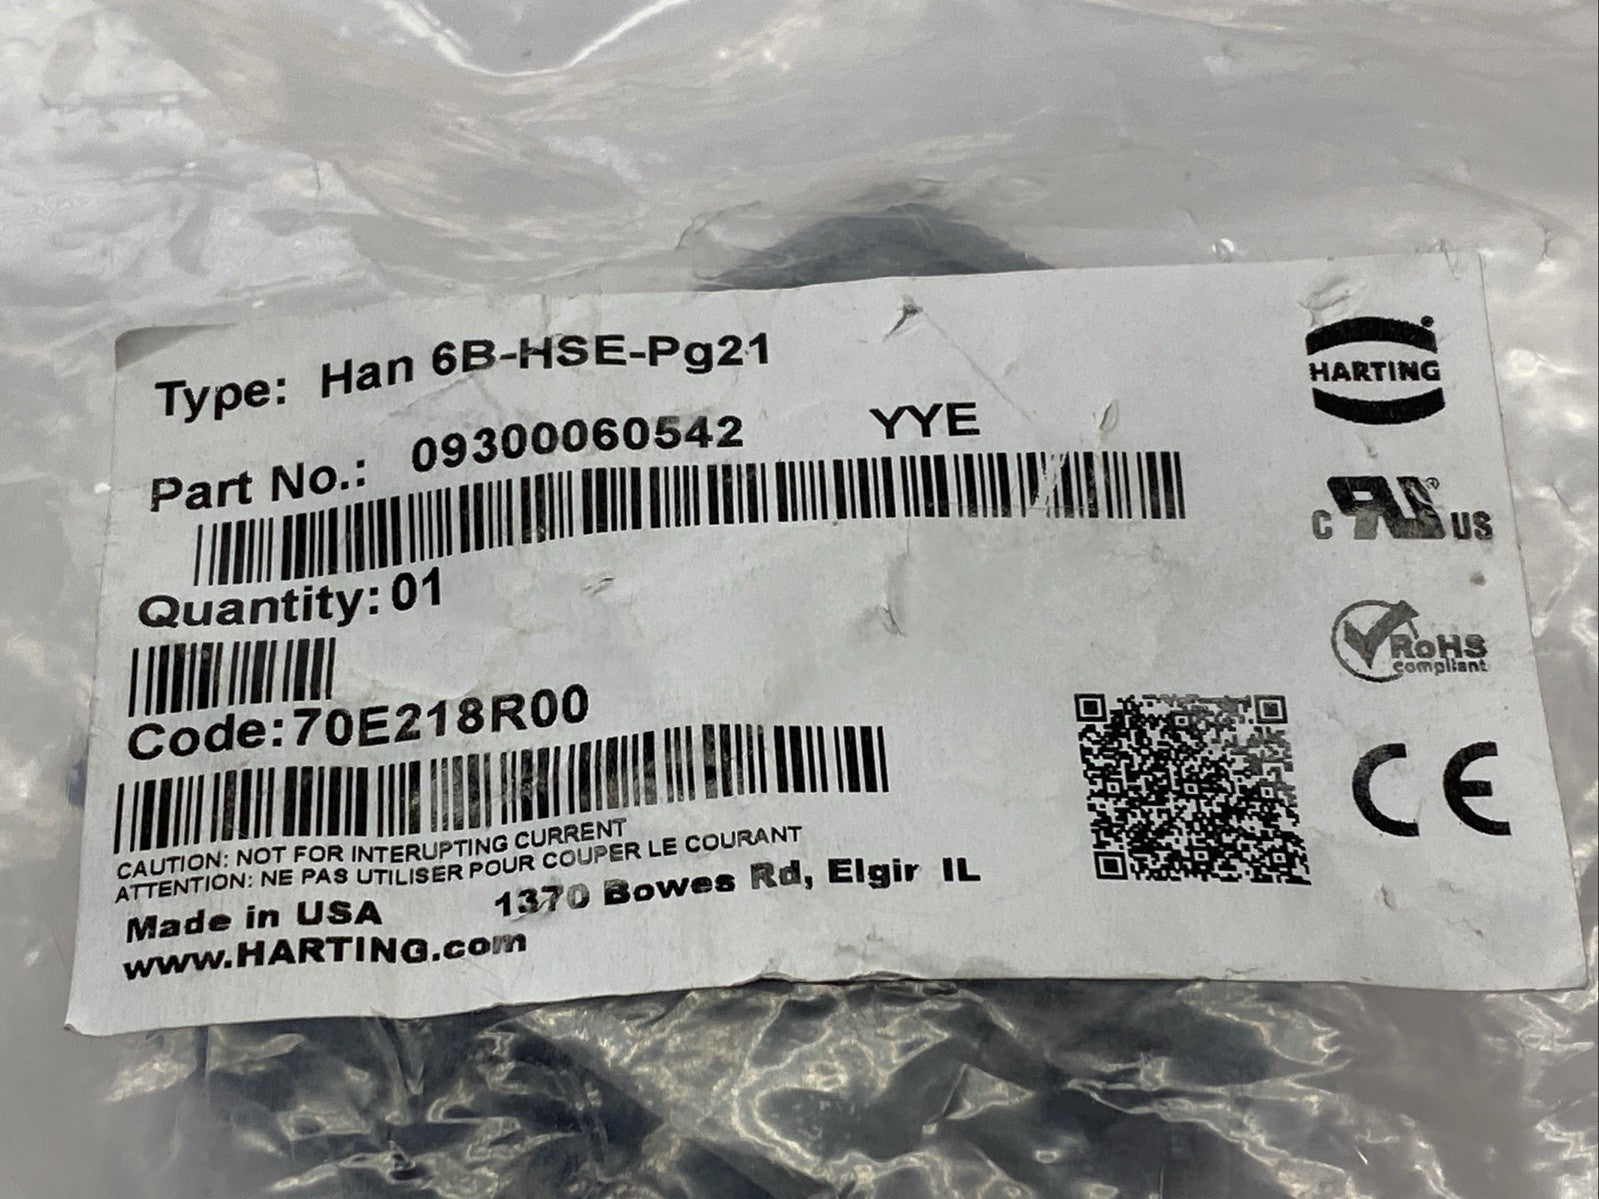 Type: Han 6B-HSE-Pg21
Part No.: 09300060542 YYE
Quantity: 01
Code: 70E218R00
CAUTION: NOT FOR INTERUPTING CURRENT
ATTENTION: NE PAS UTILISER POUR COUPER LE COURANT
Made in USA 1370 Bowes Rd, Elgir IL
www.HARTING.com
HARTING
c RU ® US
RoHS
Compliant
CE